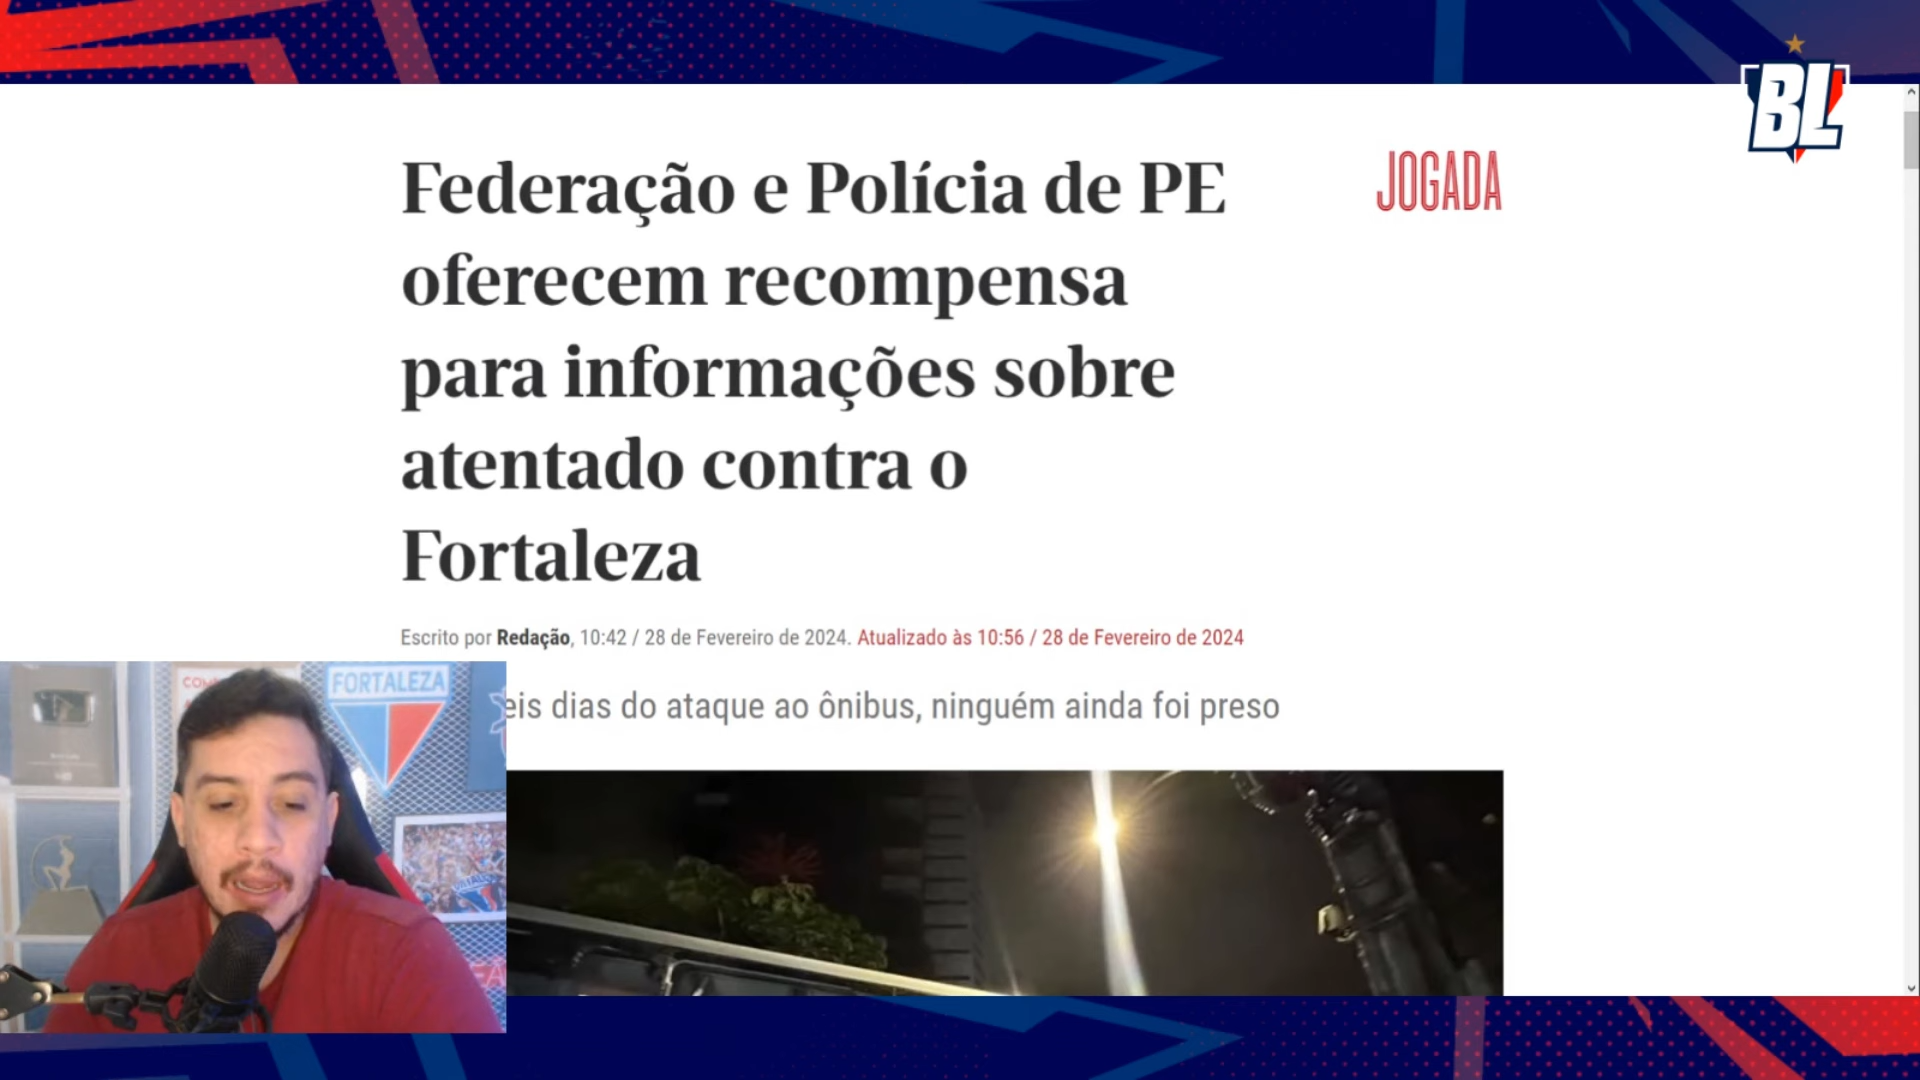 BL
Federação e Polícia de PE
JOGADA
oferecem recompensa
para informações sobre
atentado contra o
Fortaleza
Escrito por Redação, 10:42 / 28 de Fevereiro de 2024. Atualizado às 10:56 / 28 de Fevereiro de 2024
eis dias do ataque ao ônibus, ninguém ainda foi preso
FORTALEZA